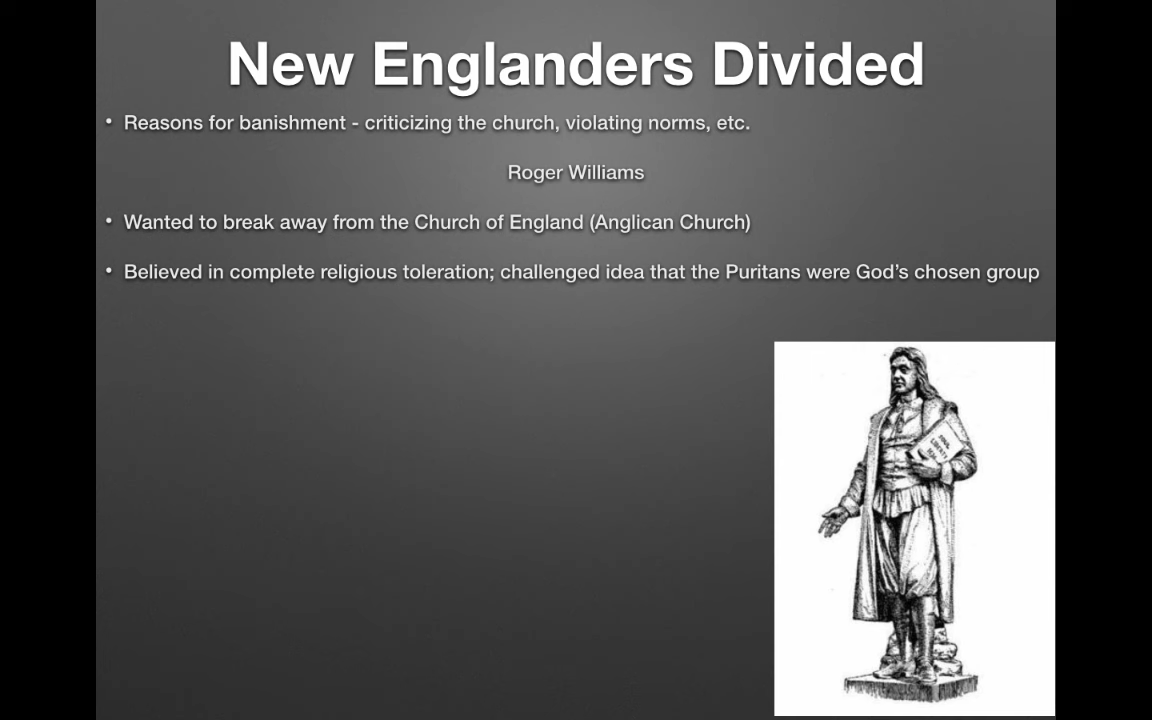 New Englanders Divided
• Reasons for banishment - criticizing the church, violating norms, etc.
Roger Williams
• Wanted to break away from the Church of England (Anglican Church)
• Believed in complete religious toleration; challenged idea that the Puritans were God’s chosen group
SOUL
LIBERTY